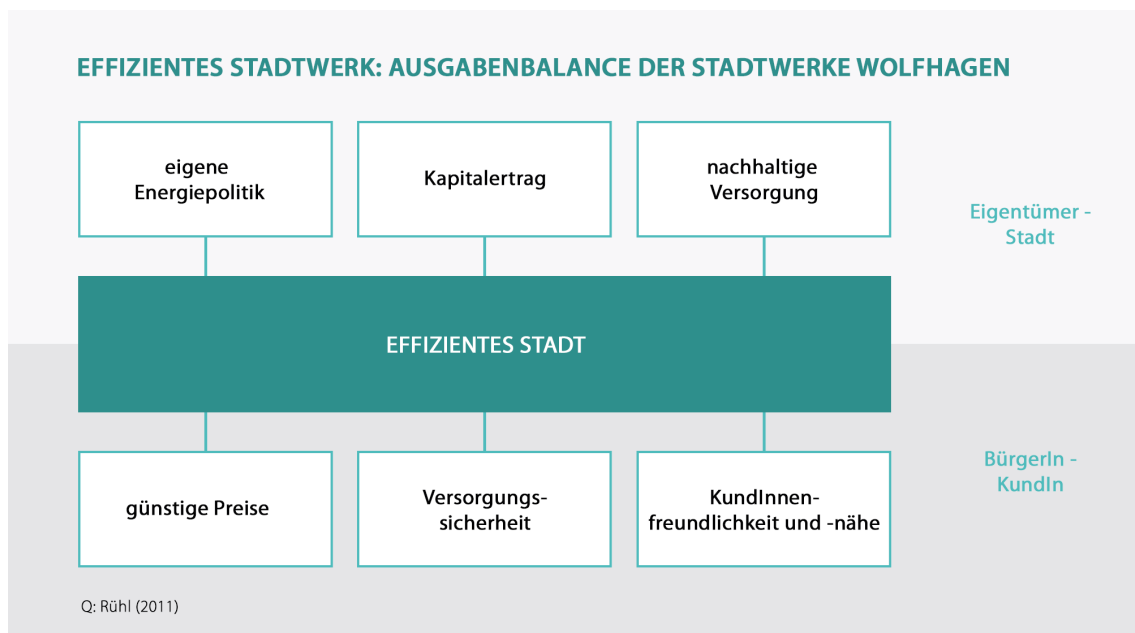 EFFIZIENTES STADTWERK: AUSGABENBALANCE DER STADTWERKE WOLFHAGEN
eigene
Energiepolitik
Kapitalertrag
nachhaltige
Versorgung
Eigentümer -
Stadt
EFFIZIENTES STADT
günstige Preise
Versorgungs-
sicherheit
KundInnen-
freundlichkeit und -nähe
BürgerIn -
KundIn
Q: Rühl (2011)